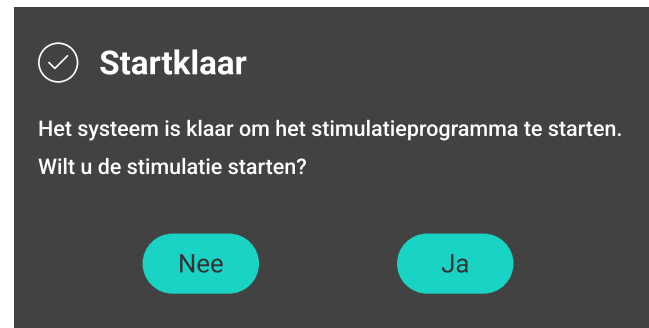 Startklaar
Het systeem is klaar om het stimulatieprogramma te starten.
Wilt u de stimulatie starten?
Nee Ja